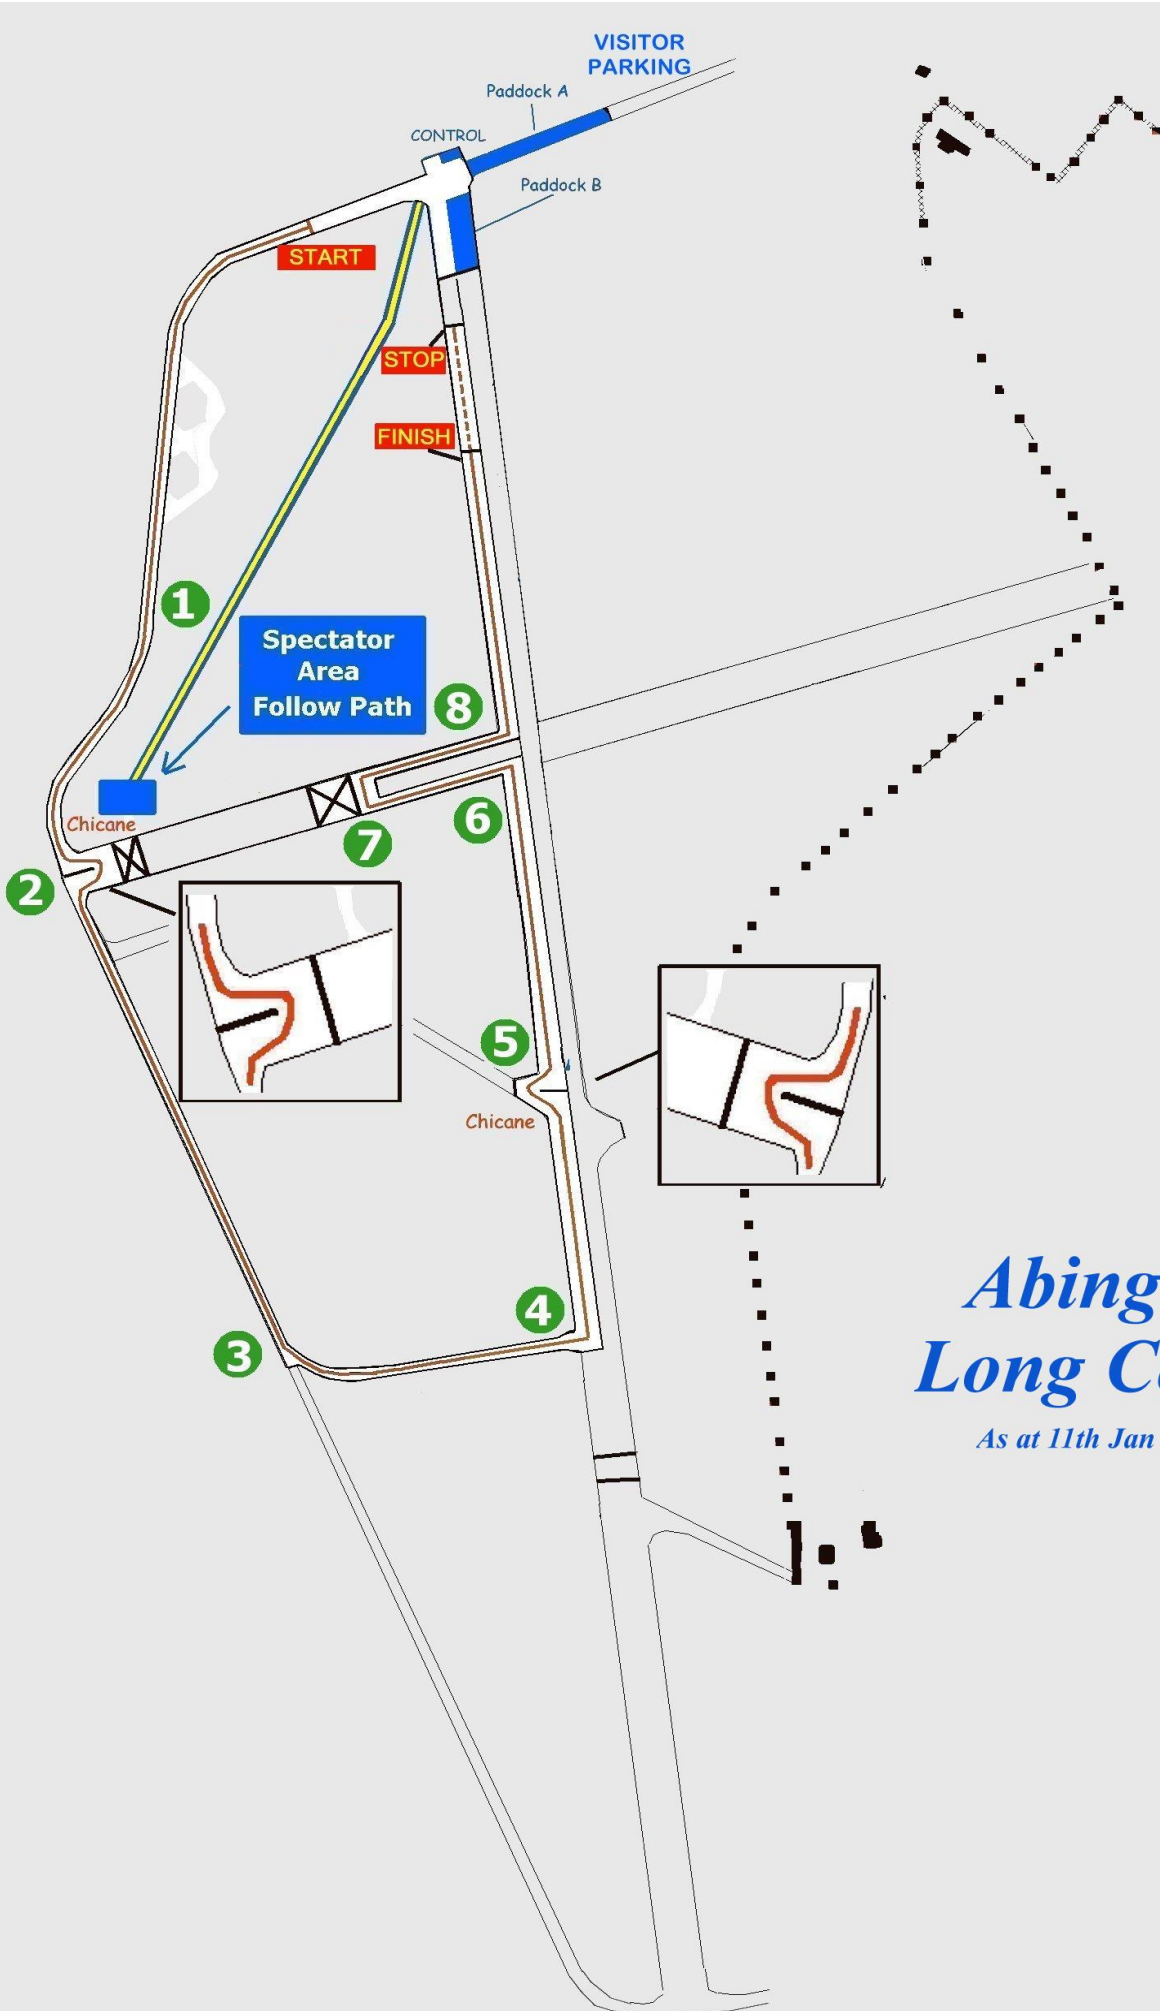 VISITOR
PARKING
Paddock A
CONTROL
Paddock B
START
STOP
FINISH
1
Spectator
Area
Follow Path
8
Chicane
6
7
2
5
Chicane
4
3
Abing
Long C
As at 11th Jan